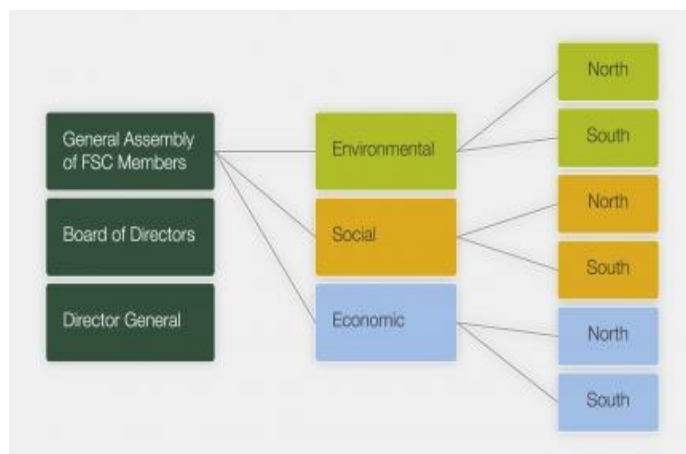 General Assembly
of FSC Members
Board of Directors
Director General
Environmental
Social
Economic
North
South
North
South
North
South